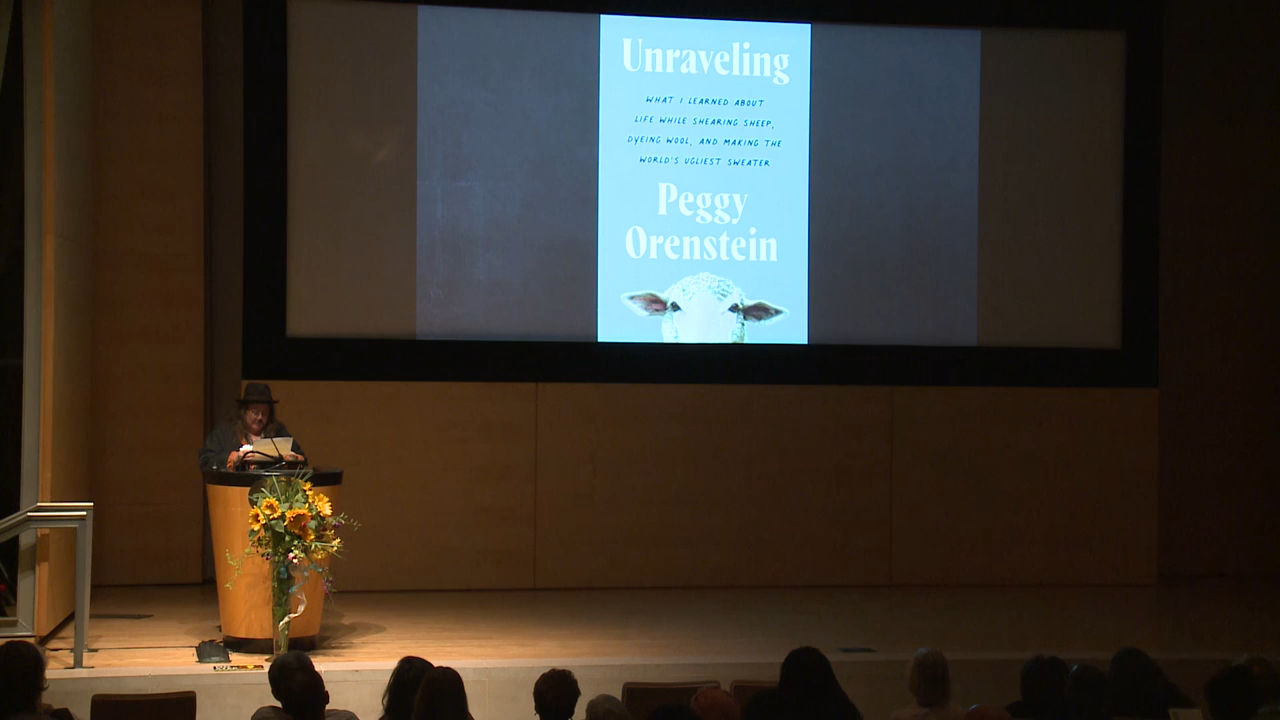 Unraveling
WHAT I LEARNED ABOUT
LIFE WHILE SHEARING SHEEP,
DYEING WOOL, AND MAKING THE
WORLD'S UGLIEST SWEATER
Peggy
Orenstein